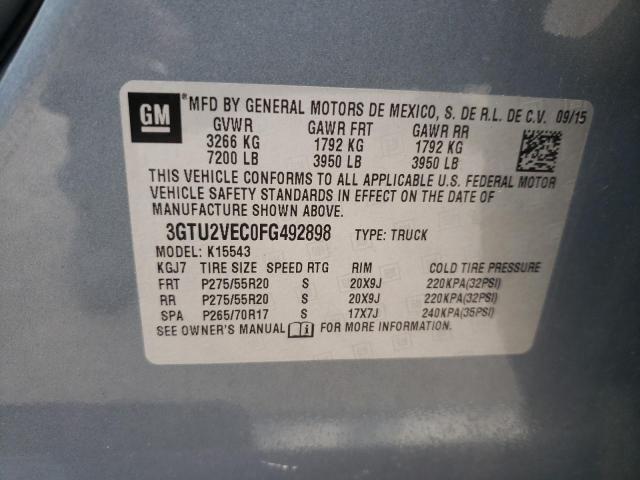 GM
®MFD BY GENERAL MOTORS DE MEXICO, S. DE R.L. DE C.V. 09/15
GVWR GAWR FRT GAWR RR
3266 KG 1792 KG 1792 KG
7200 LB 3950 LB 3950 LB
THIS VEHICLE CONFORMS TO ALL APPLICABLE U.S. FEDERAL MOTOR
VEHICLE SAFETY STANDARDS IN EFFECT ON THE DATE OF
MANUFACTURE SHOWN ABOVE.
3GTU2VEC0FG492898 TYPE: TRUCK
MODEL: K15543
KGJ7 TIRE SIZE SPEED RTG RIM COLD TIRE PRESSURE
FRT P275/55R20 S 20X9J 220KPA(32PSI)
RR P275/55R20 S 20X9J 220KPA(32PSI)
SPA P265/70R17 S 17X7J 240KPA(35PSI)
SEE OWNER'S MANUAL FOR MORE INFORMATION.